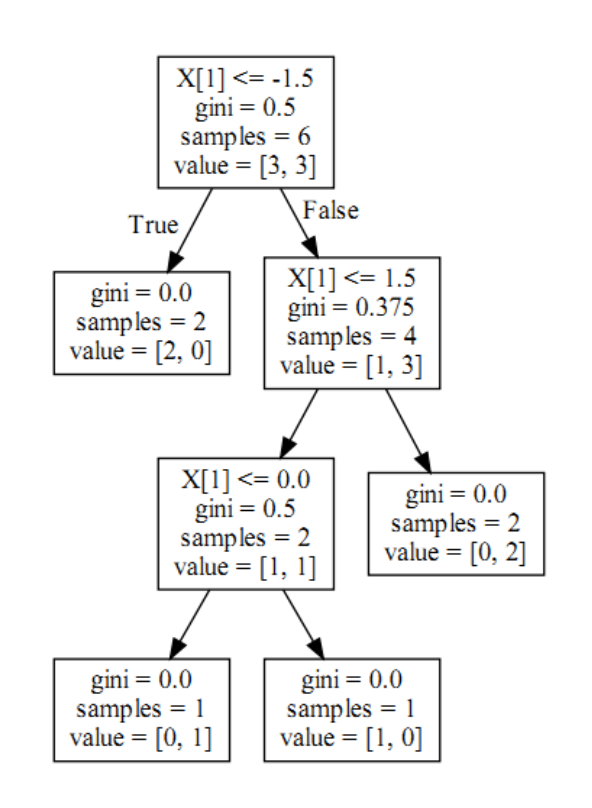 X[1] <= -1.5
gini = 0.5
samples = 6
value = [3, 3]
True
False
gini = 0.0
samples = 2
value = [2, 0]
X[1] <= 1.5
gini = 0.375
samples = 4
value = [1, 3]
X[1] <= 0.0
gini = 0.5
samples = 2
value = [1, 1]
gini = 0.0
samples = 2
value = [0, 2]
gini = 0.0
samples = 1
value = [0, 1]
gini = 0.0
samples = 1
value = [1, 0]